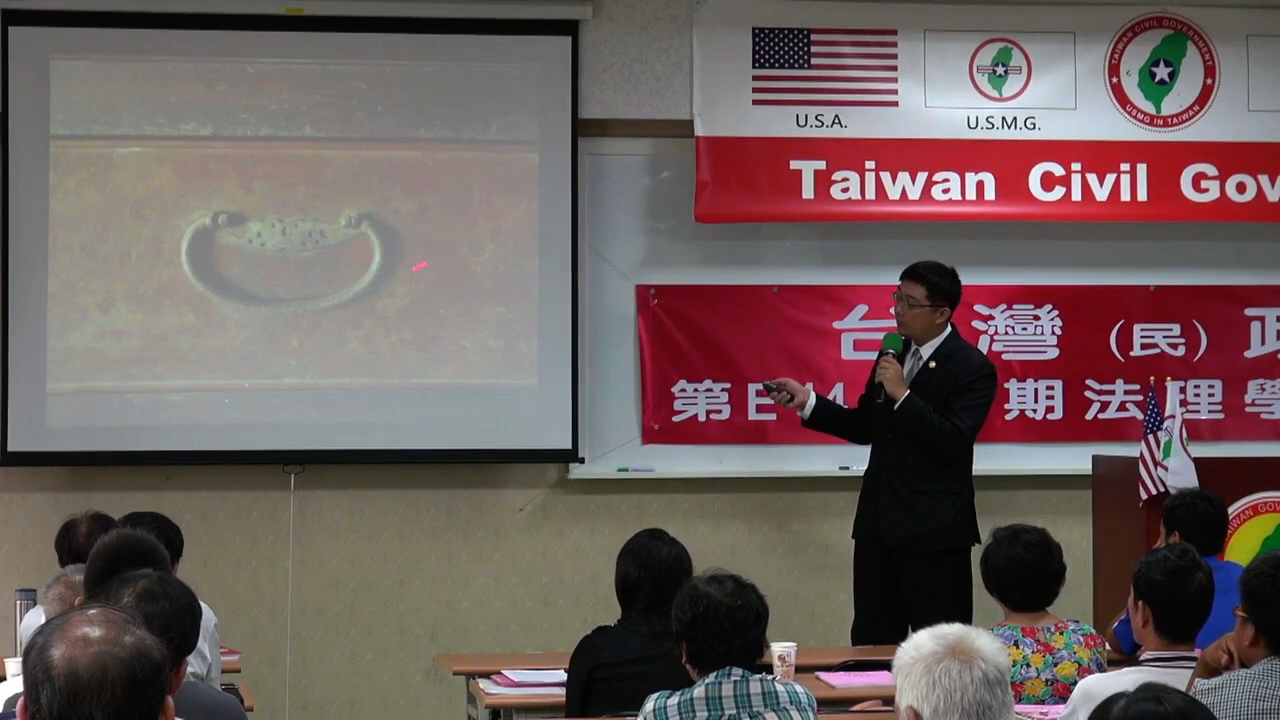 U.S.A.
U.S.M.G.
TAIWAN CIVIL GOVERNMENT
USMG IN TAIWAN
Taiwan Civil Gov
台灣(民)政
期法理學